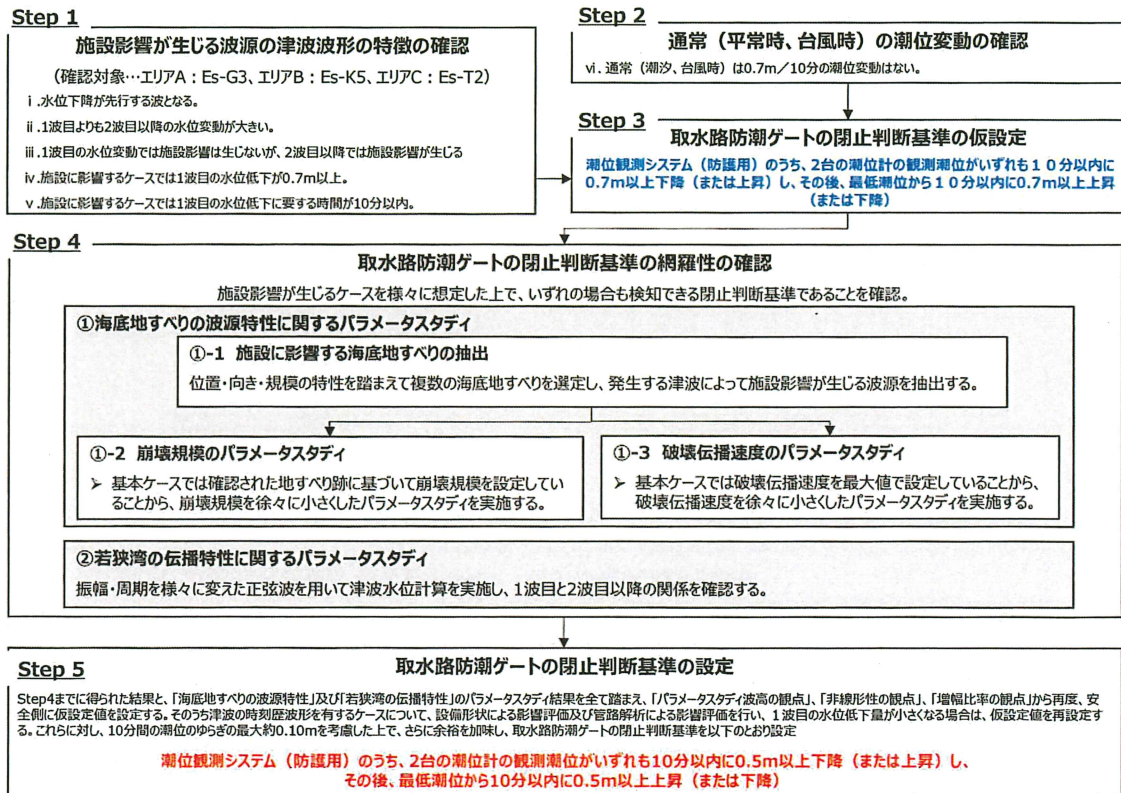 Step 1
施設影響が生じる波源の津波波形の特徴の確認
(確認対象…エリアA：Es-G3、エリアB：Es-K5、エリアC：Es-T2)
ⅰ.水位下降が先行する波となる。
ⅱ.1波目よりも2波目以降の水位変動が大きい。
ⅲ.1波目の水位変動では施設影響は生じないが、2波目以降では施設影響が生じる
ⅳ.施設に影響するケースでは1波目の水位低下が0.7m以上。
ⅴ.施設に影響するケースでは1波目の水位低下に要する時間が10分以内。
Step 2
通常（平常時、台風時）の潮位変動の確認
ⅵ.通常（潮汐、台風時）は0.7m／10分の潮位変動はない。
Step 3
取水路防潮ゲートの閉止判断基準の仮設定
潮位観測システム（防護用）のうち、2台の潮位計の観測潮位がいずれも１０分以内に
0.7m以上下降（または上昇）し、その後、最低潮位から１０分以内に0.7m以上上昇
（または下降）
Step 4
取水路防潮ゲートの閉止判断基準の網羅性の確認
施設影響が生じるケースを様々に想定した上で、いずれの場合も検知できる閉止判断基準であることを確認。
①海底地すべりの波源特性に関するパラメータスタディ
①-1 施設に影響する海底地すべりの抽出
位置・向き・規模の特性を踏まえて複数の海底地すべりを選定し、発生する津波によって施設影響が生じる波源を抽出する。
①-2 崩壊規模のパラメータスタディ
➢ 基本ケースでは確認された地すべり跡に基づいて崩壊規模を設定して
いることから、崩壊規模を徐々に小さくしたパラメータスタディを実施する。
①-3 破壊伝播速度のパラメータスタディ
➢ 基本ケースでは破壊伝播速度を最大値で設定していることから、
破壊伝播速度を徐々に小さくしたパラメータスタディを実施する。
②若狭湾の伝播特性に関するパラメータスタディ
振幅・周期を様々に変えた正弦波を用いて津波水位計算を実施し、1波目と2波目以降の関係を確認する。
Step 5
取水路防潮ゲートの閉止判断基準の設定
Step4までに得られた結果と、「海底地すべりの波源特性」及び「若狭湾の伝播特性」のパラメータスタディ結果を全て踏まえ、「パラメータスタディ波高の観点」、「非線形性の観点」、「増幅比率の観点」から再度、安
全側に仮設定値を設定する。そのうち津波の時刻歴波形を有するケースについて、設備形状による影響評価及び管路解析による影響評価を行い、１波目の水位低下量が小さくなる場合は、仮設定値を再設定す
る。これらに対し、10分間の潮位のゆらぎの最大約0.10mを考慮した上で、さらに余裕を加味し、取水路防潮ゲートの閉止判断基準を以下のとおり設定
潮位観測システム（防護用）のうち、2台の潮位計の観測潮位がいずれも10分以内に0.5m以上下降（または上昇）し、
その後、最低潮位から10分以内に0.5m以上上昇（または下降）